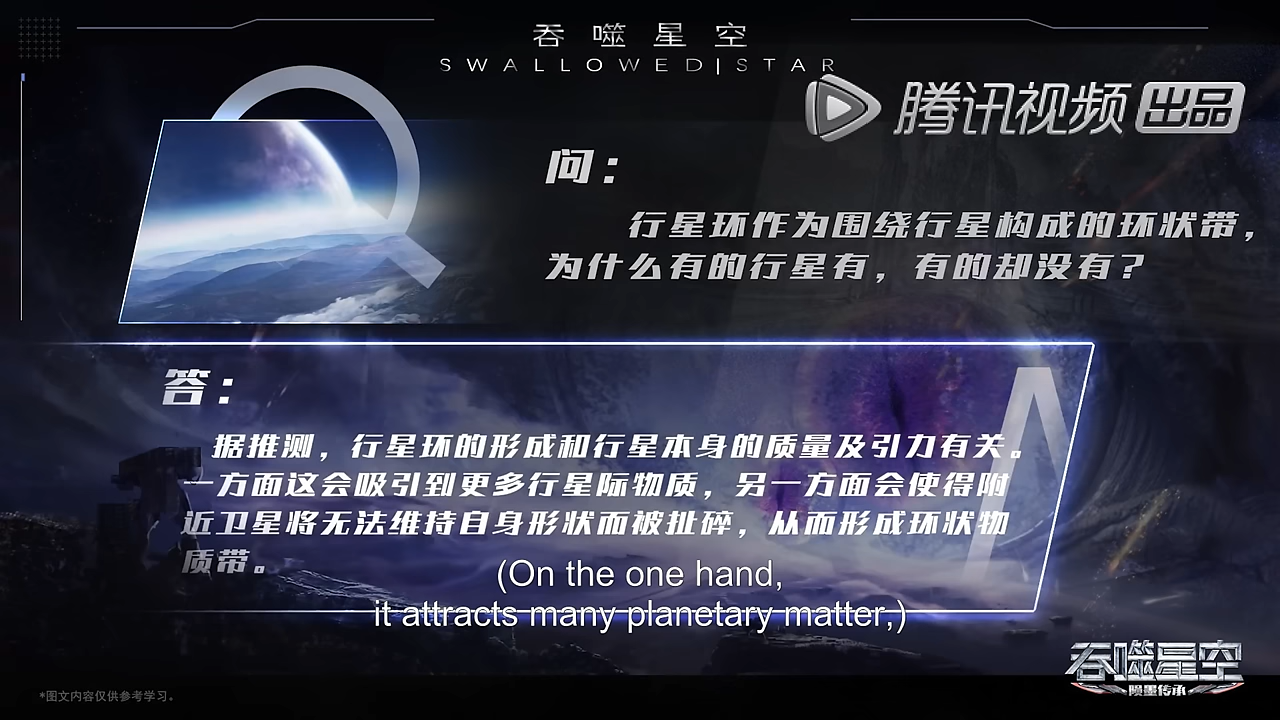 吞噬星空
SWALLOWED|STAR
腾讯视频 出品
问：
行星环作为围绕行星构成的环状带，
为什么有的行星有，有的却没有？
答：
据推测，行星环的形成和行星本身的质量及引力有关。
一方面这会吸引到更多行星际物质，另一方面会使得附
近卫星将无法维持自身形状而被扯碎，从而形成环状物
质带。
(On the one hand,
it attracts many planetary matter,)
吞噬星空
陨墨传承
*图文内容仅供参考学习。